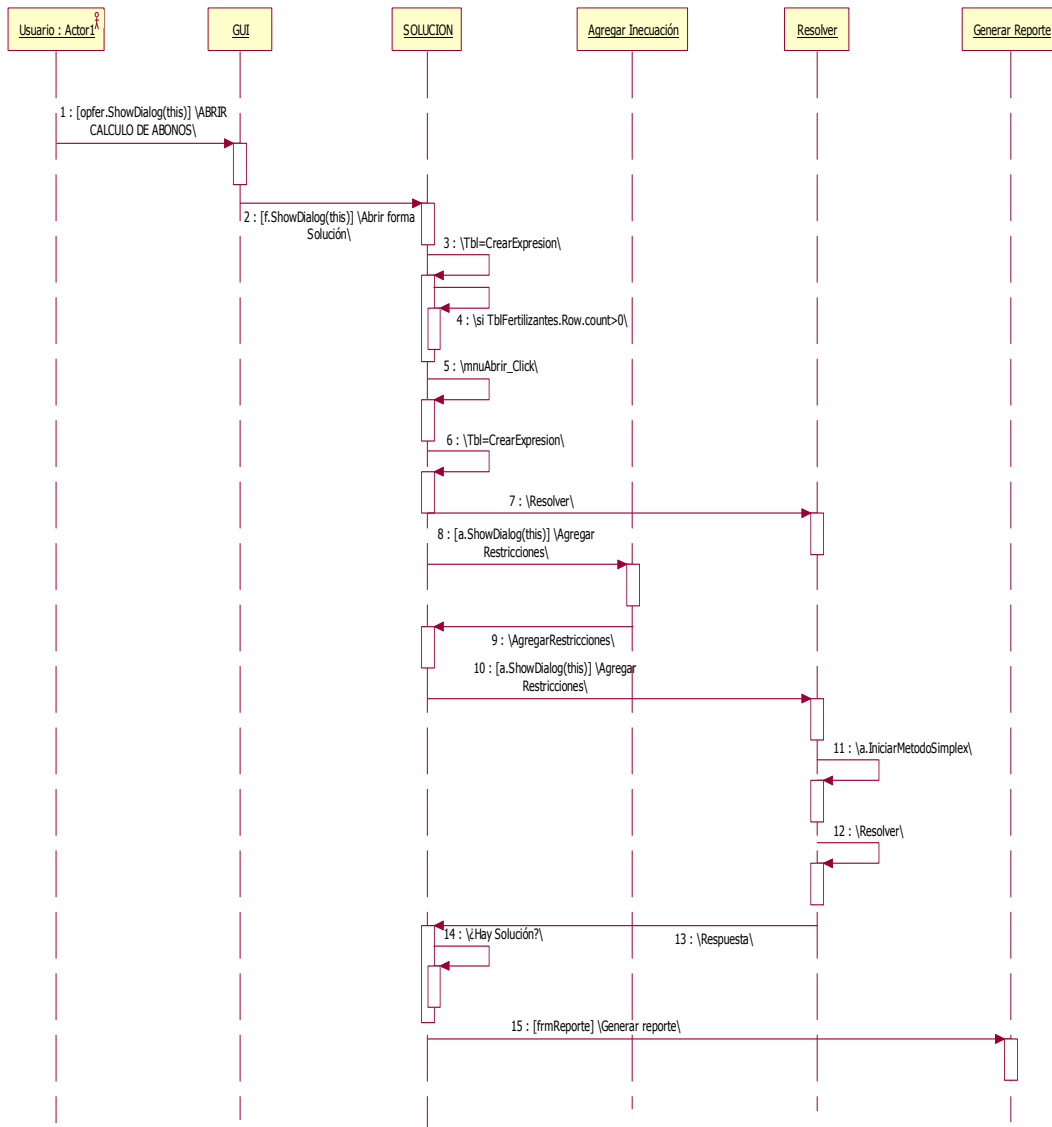 Usuario : Actor1
GUI
SOLUCION
Agregar Inecuación
Resolver
Generar Reporte
1 : [opfer.ShowDialog(this)] \ABRIR
CALCULO DE ABONOS\
2 : [f.ShowDialog(this)] \Abrir forma
Solución\
3 : \Tbl=CrearExpresion\
4 : \si TblFertilizantes.Row.count>0\
5 : \mnuAbrir_Click\
6 : \Tbl=CrearExpresion\
7 : \Resolver\
8 : [a.ShowDialog(this)] \Agregar
Restricciones\
9 : \AgregarRestricciones\
10 : [a.ShowDialog(this)] \Agregar
Restricciones\
11 : \a.IniciarMetodoSimplex\
12 : \Resolver\
13 : \Respuesta\
14 : \¿Hay Solución?\
15 : [frmReporte] \Generar reporte\